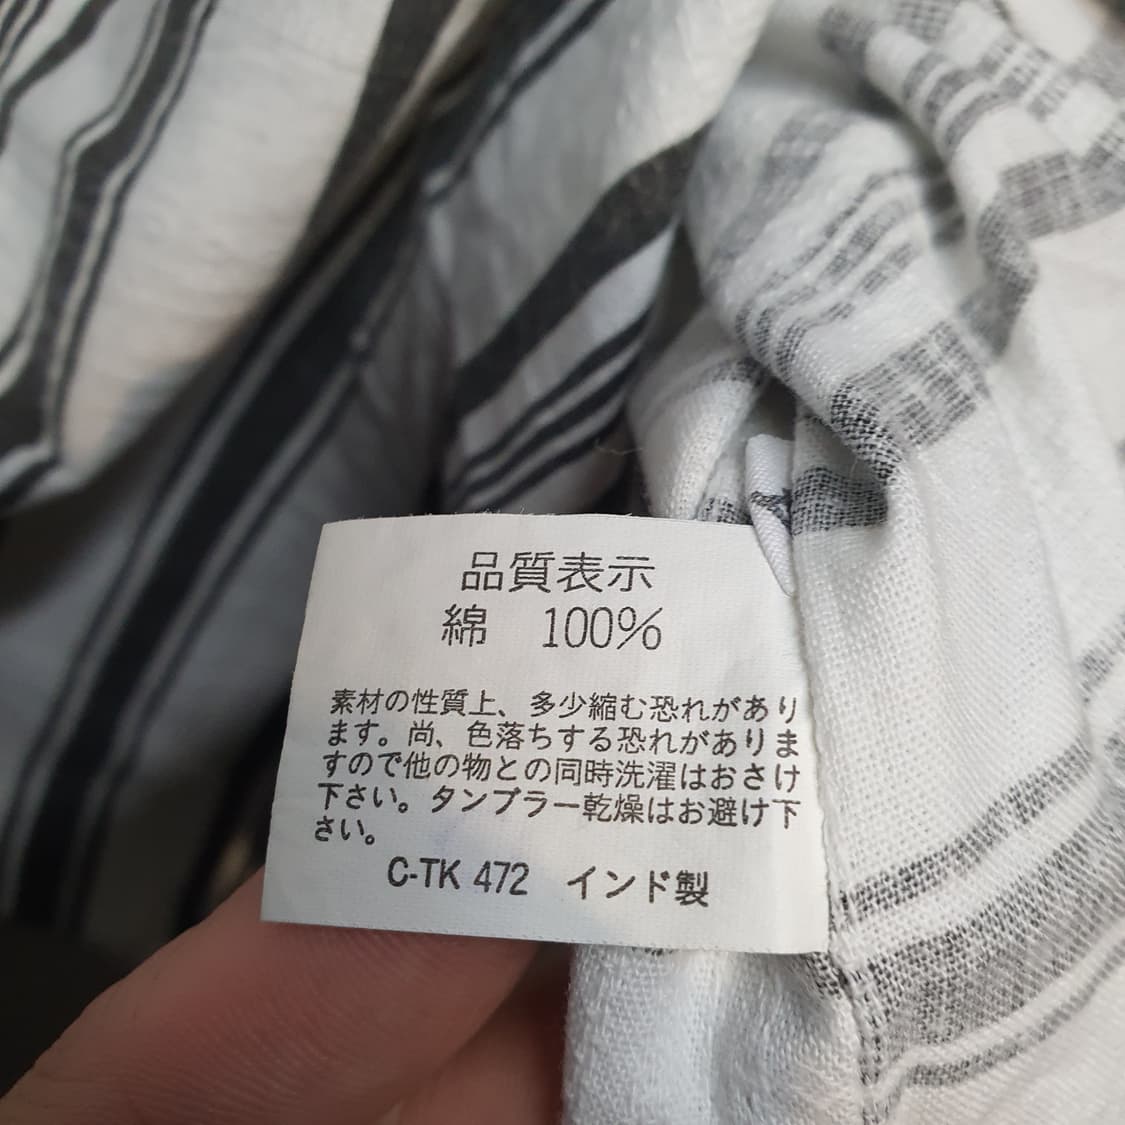 品質表示
綿　100%
素材の性質上、多少縮む恐れがあり
ます。尚、色落ちする恐れがありま
すので他の物との同時洗濯はおさけ
下さい。タンブラー乾燥はお避け下
さい。
C-TK 472　インド製